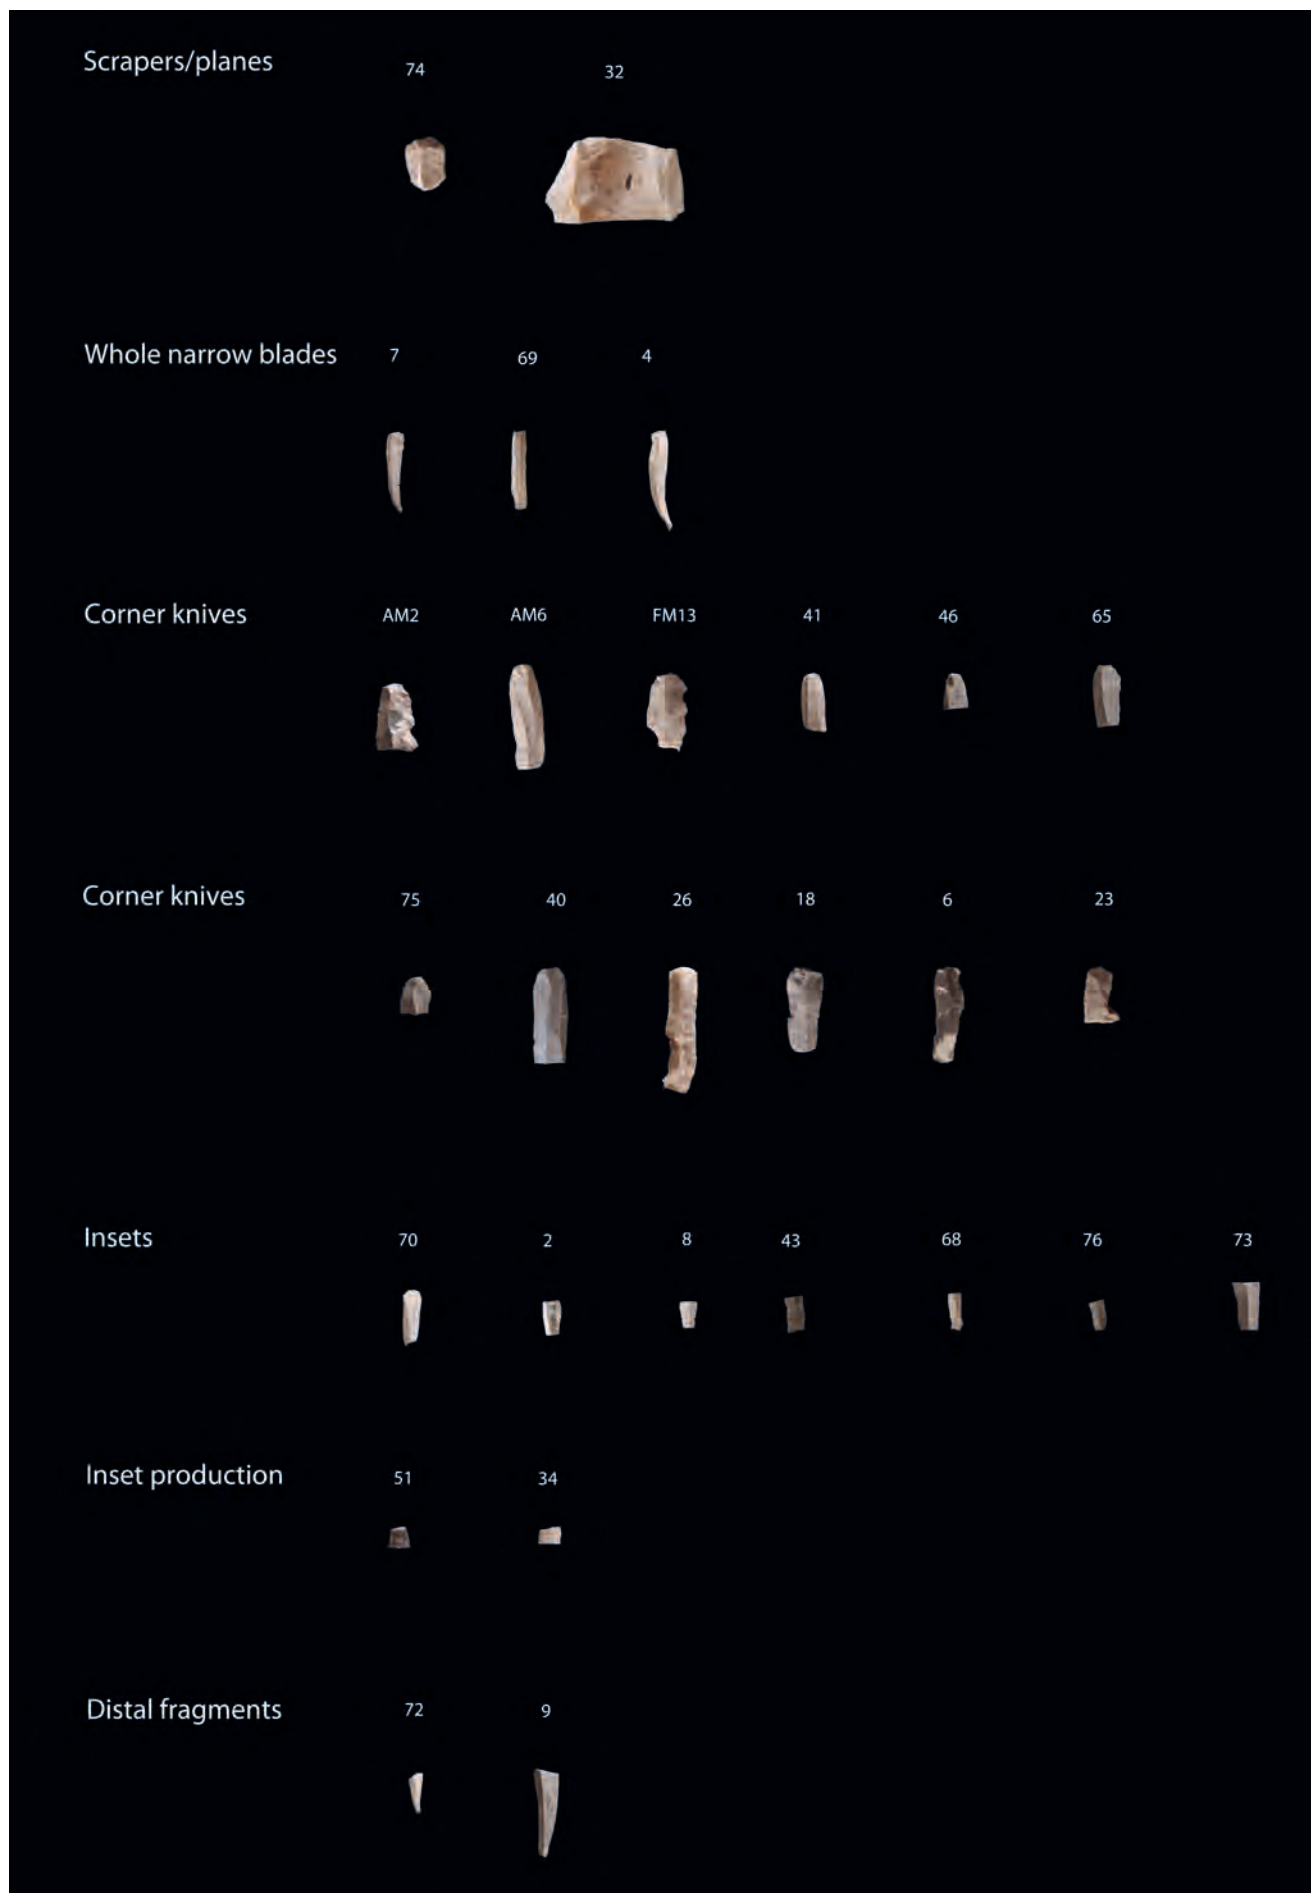 Scrapers/planes 74 32
Whole narrow blades 7 69 4
Corner knives AM2 AM6 FM13 41 46 65
Corner knives 75 40 26 18 6 23
Insets 70 2 8 43 68 76 73
Inset production 51 34
Distal fragments 72 9